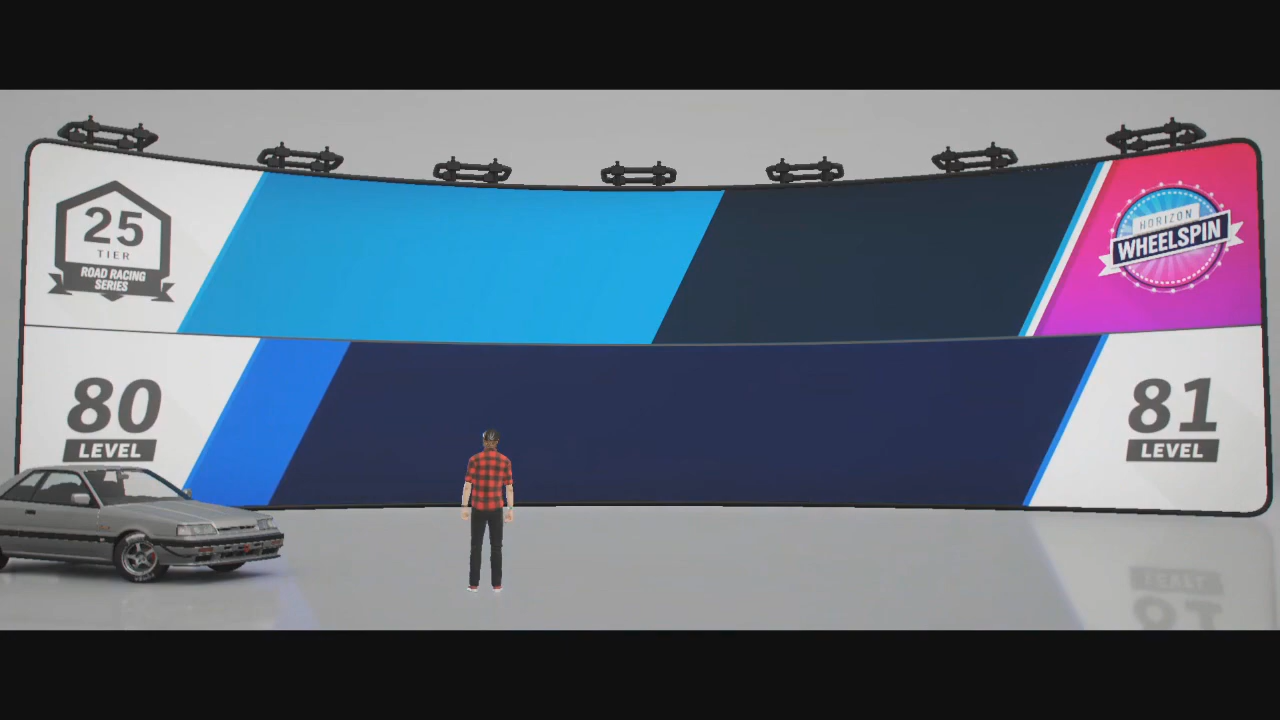 25
TIER
ROAD RACING
SERIES
HORIZON
WHEELSPIN
80
LEVEL
81
LEVEL